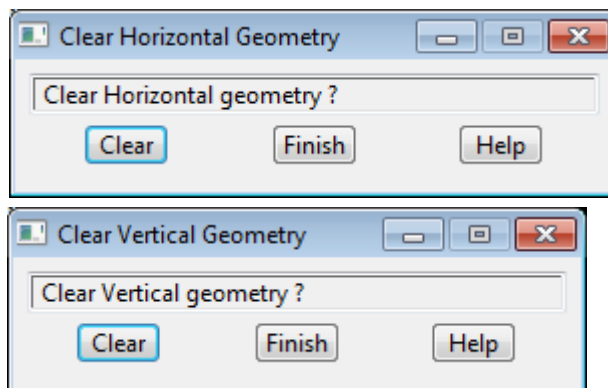 Clear Horizontal Geometry
Clear Horizontal geometry ?
Clear Finish Help
Clear Vertical Geometry
Clear Vertical geometry ?
Clear Finish Help